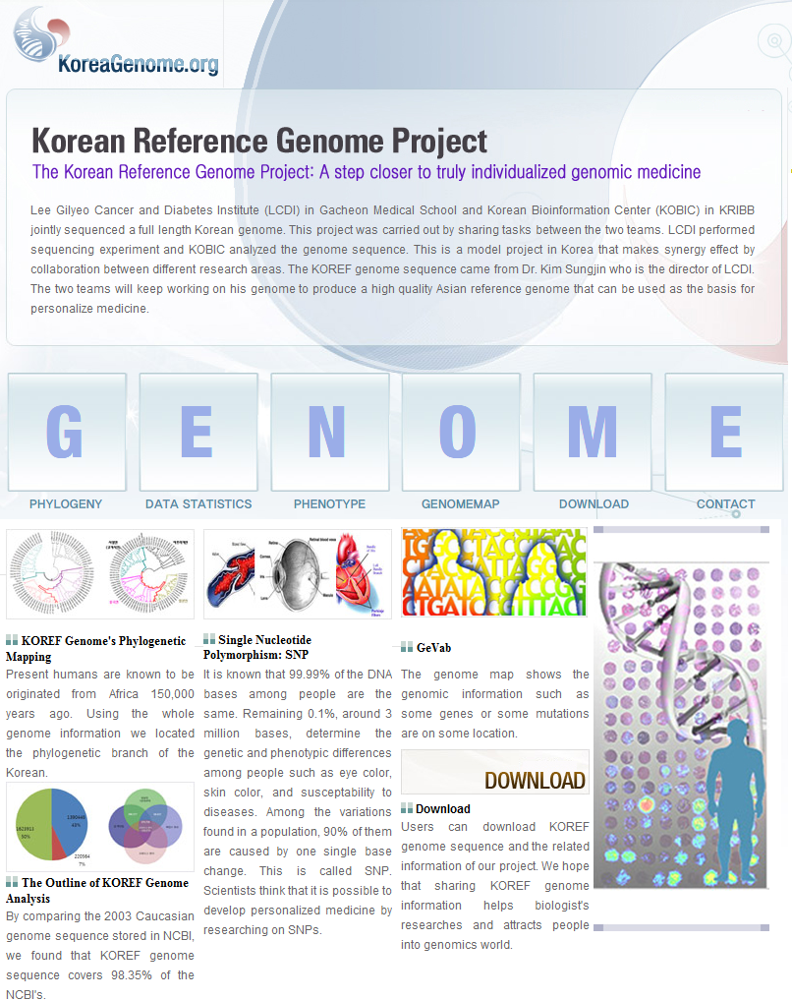 KoreaGenome.org
Korean Reference Genome Project
The Korean Reference Genome Project: A step closer to truly individualized genomic medicine
Lee Gilyeo Cancer and Diabetes Institute (LCDI) in Gacheon Medical School and Korean Bioinformation Center (KOBIC) in KRIBB
jointly sequenced a full length Korean genome. This project was carried out by sharing tasks between the two teams. LCDI performed
sequencing experiment and KOBIC analyzed the genome sequence. This is a model project in Korea that makes synergy effect by
collaboration between different research areas. The KOREF genome sequence came from Dr. Kim Sungjin who is the director of LCDI.
The two teams will keep working on his genome to produce a high quality Asian reference genome that can be used as the basis for
personalize medicine.
G E N O M E
PHYLOGENY DATA STATISTICS PHENOTYPE GENOMEMAP DOWNLOAD CONTACT
KOREF Genome's Phylogenetic
Mapping
Present humans are known to be
originated from Africa 150,000
years ago. Using the whole
genome information we located
the phylogenetic branch of the
Korean.
The Outline of KOREF Genome
Analysis
By comparing the 2003 Caucasian
genome sequence stored in NCBI,
we found that KOREF genome
sequence covers 98.35% of the
NCBI's.
Single Nucleotide
Polymorphism: SNP
It is known that 99.99% of the DNA
bases among people are the
same. Remaining 0.1%, around 3
million bases, determine the
genetic and phenotypic differences
among people such as eye color,
skin color, and susceptability to
diseases. Among the variations
found in a population, 90% of them
are caused by one single base
change. This is called SNP.
Scientists think that it is possible to
develop personalized medicine by
researching on SNPs.
GeVab
The genome map shows the
genomic information such as
some genes or some mutations
are on some location.
DOWNLOAD
Download
Users can download KOREF
genome sequence and the related
information of our project. We hope
that sharing KOREF genome
information helps biologist's
researches and attracts people
into genomics world.